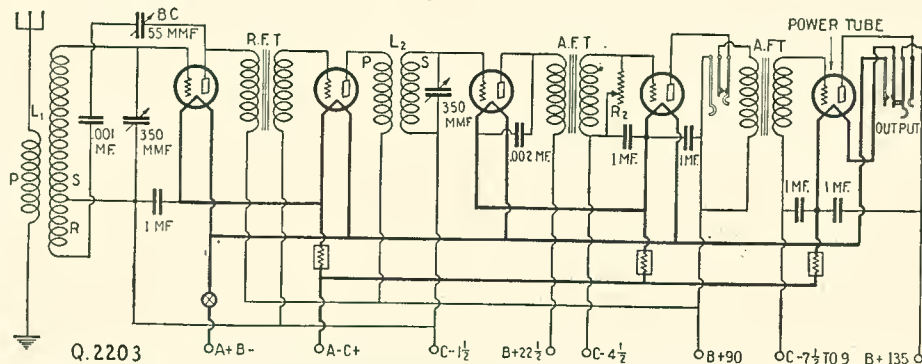 BC
55 MMF
R.F.T
L2
P
S
A.F.T
POWER TUBE
A.FT
L1
.001
MF.
350
MMF
350
MMF
R2
OUTPUT
P
S
R
1 MF
.002 MF.
1 MF.
1 MF.
1 MF.
1 MF.
Q.2203
A+B-
A-C+
C-1½
B+22½
C-4½
B+90
C-7½ TO 9
B+135